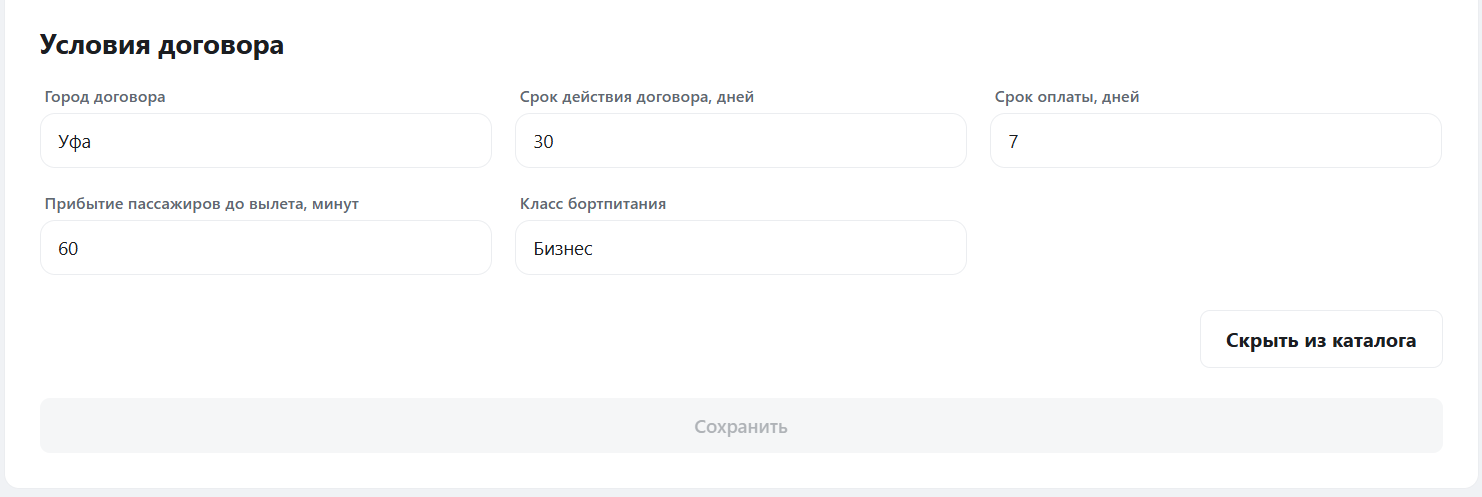 Условия договора
Город договора
Срок действия договора, дней
Срок оплаты, дней
Уфа
30
7
Прибытие пассажиров до вылета, минут
Класс бортпитания
60
Бизнес
Скрыть из каталога
Сохранить